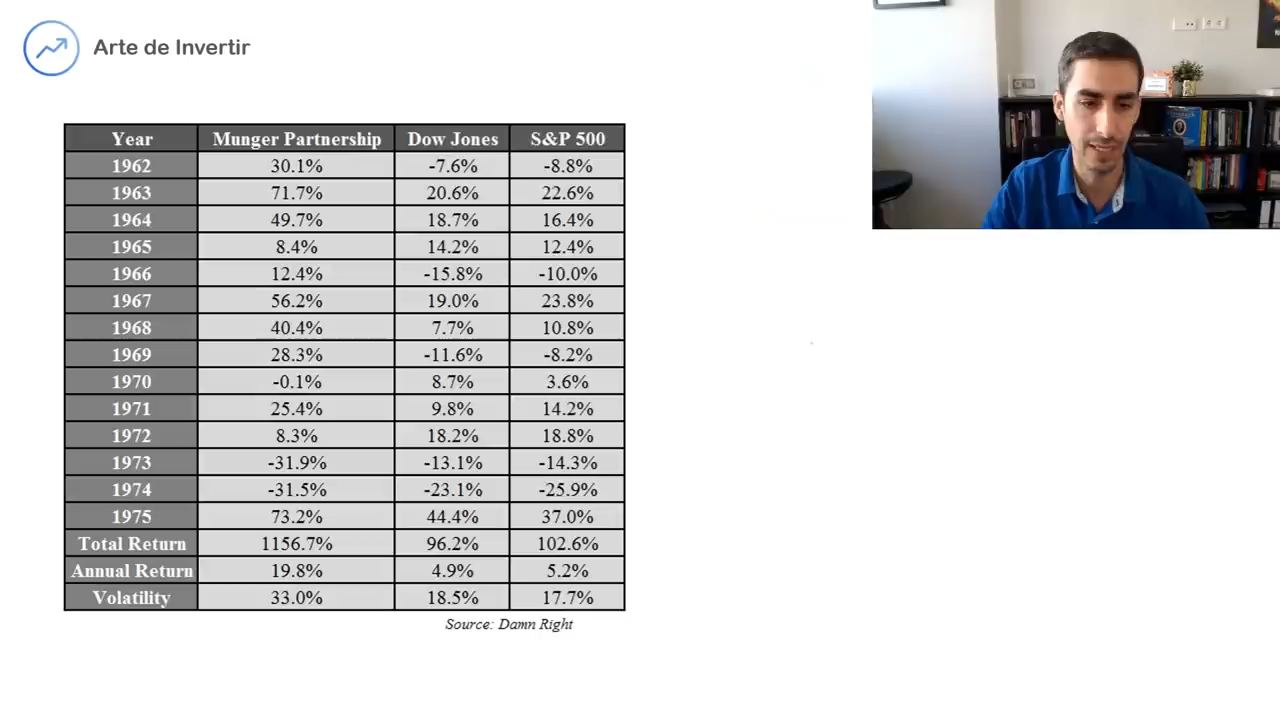 Arte de Invertir
Year Munger Partnership Dow Jones S&P 500
1962 30.1% -7.6% -8.8%
1963 71.7% 20.6% 22.6%
1964 49.7% 18.7% 16.4%
1965 8.4% 14.2% 12.4%
1966 12.4% -15.8% -10.0%
1967 56.2% 19.0% 23.8%
1968 40.4% 7.7% 10.8%
1969 28.3% -11.6% -8.2%
1970 -0.1% 8.7% 3.6%
1971 25.4% 9.8% 14.2%
1972 8.3% 18.2% 18.8%
1973 -31.9% -13.1% -14.3%
1974 -31.5% -23.1% -25.9%
1975 73.2% 44.4% 37.0%
Total Return 1156.7% 96.2% 102.6%
Annual Return 19.8% 4.9% 5.2%
Volatility 33.0% 18.5% 17.7%
Source: Damn Right